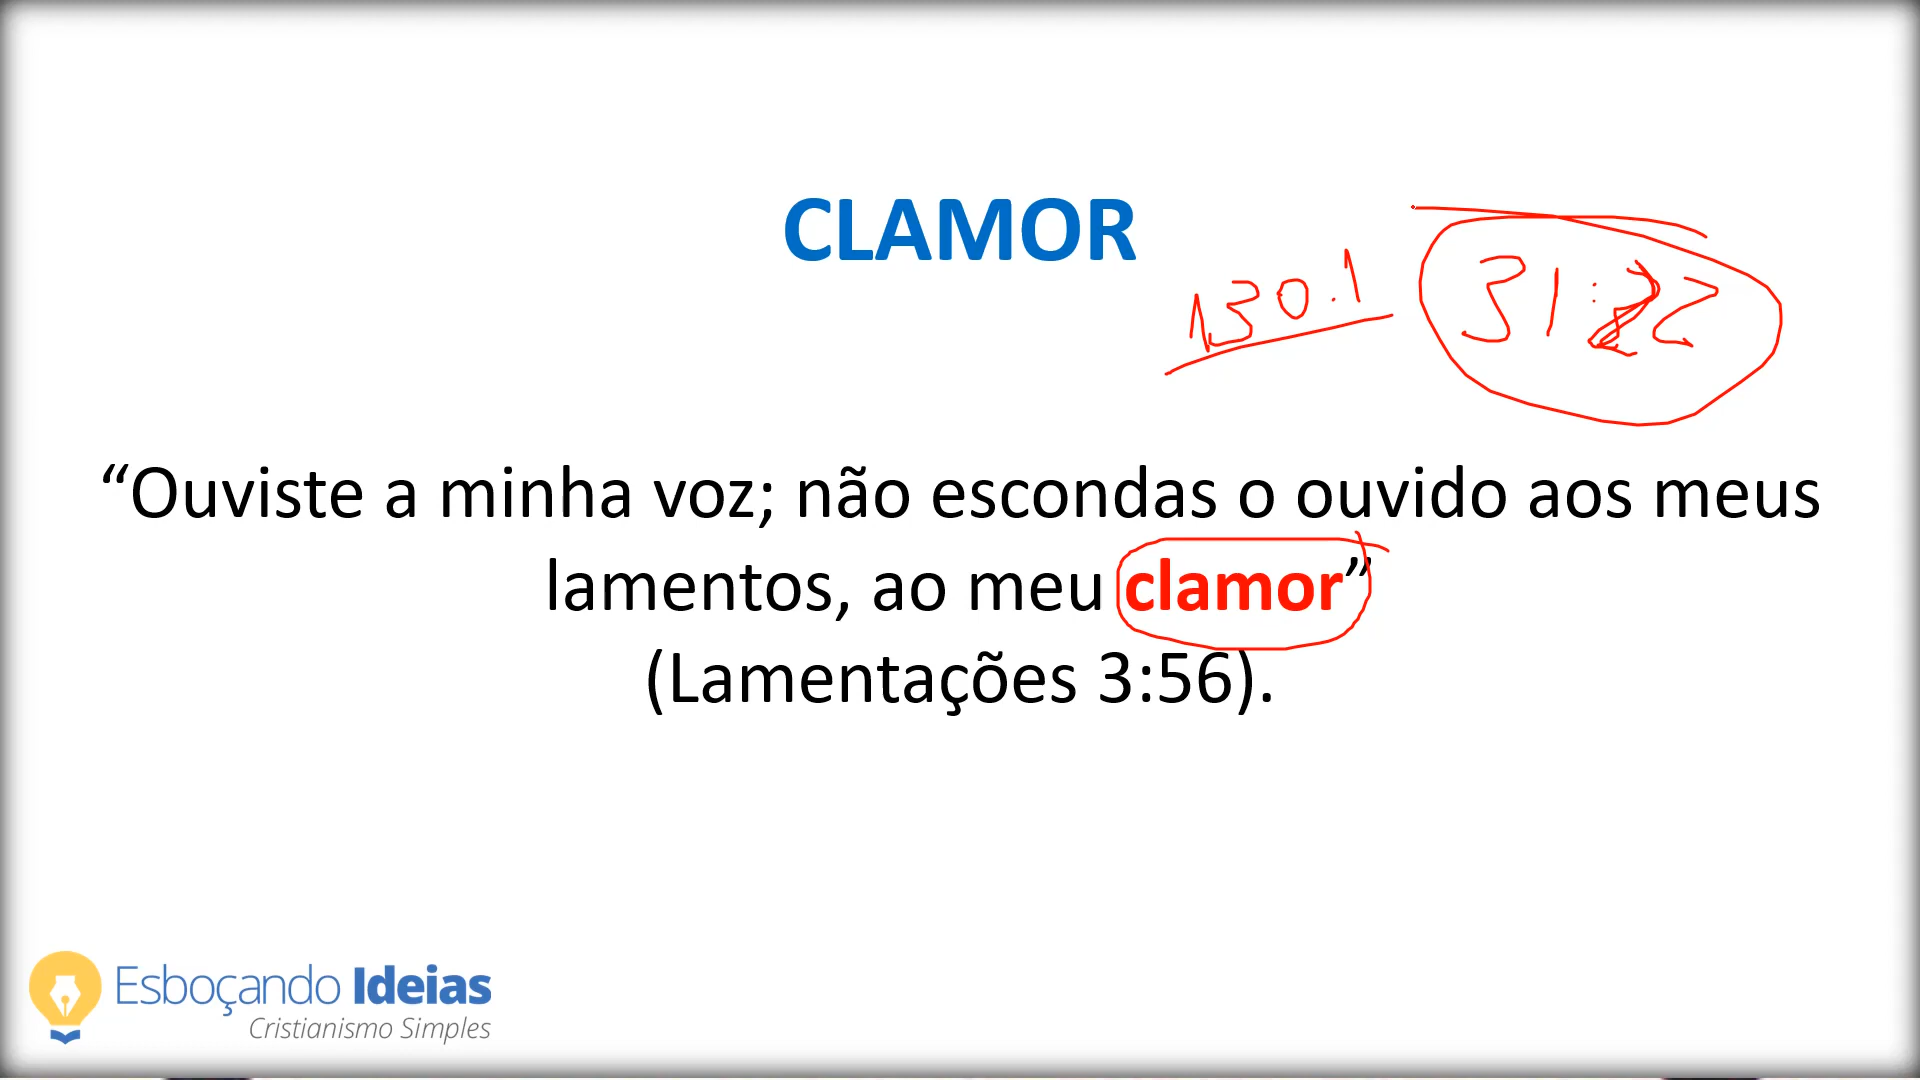 CLAMOR
130.1
31:22
“Ouviste a minha voz; não escondas o ouvido aos meus
lamentos, ao meu clamor”
(Lamentações 3:56).
Esboçando Ideias
Cristianismo Simples